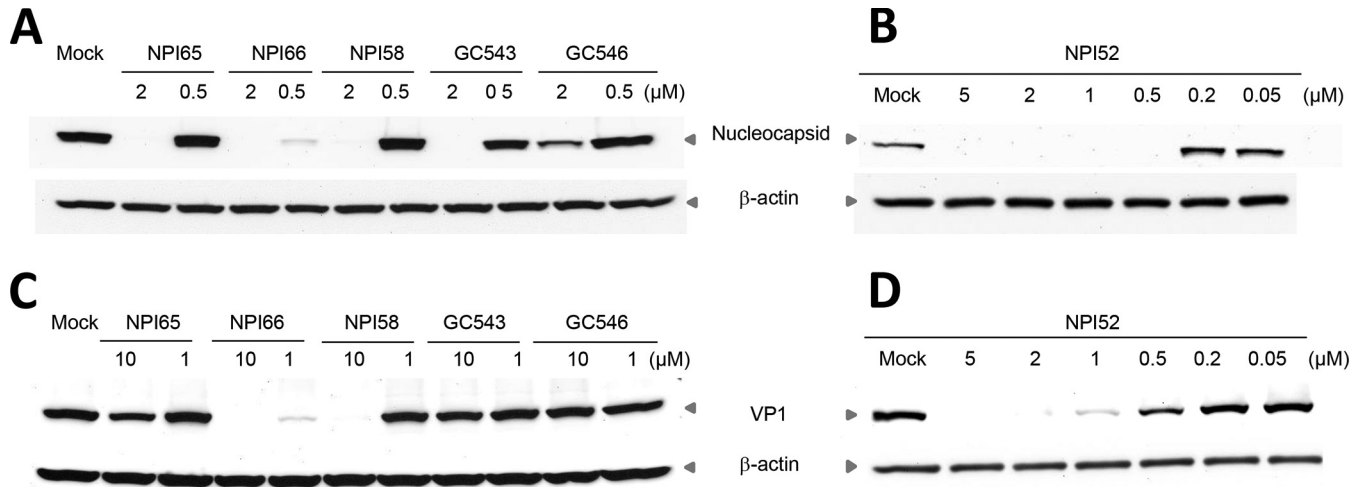 A
Mock NPI65 NPI66 NPI58 GC543 GC546
2 0.5 2 0.5 2 0.5 2 0 5 2 0.5 (µM)
Nucleocapsid
β-actin
B
NPI52
Mock 5 2 1 0.5 0.2 0.05 (µM)
C
Mock NPI65 NPI66 NPI58 GC543 GC546
10 1 10 1 10 1 10 1 10 1 (µM)
VP1
β-actin
D
NPI52
Mock 5 2 1 0.5 0.2 0.05 (µM)